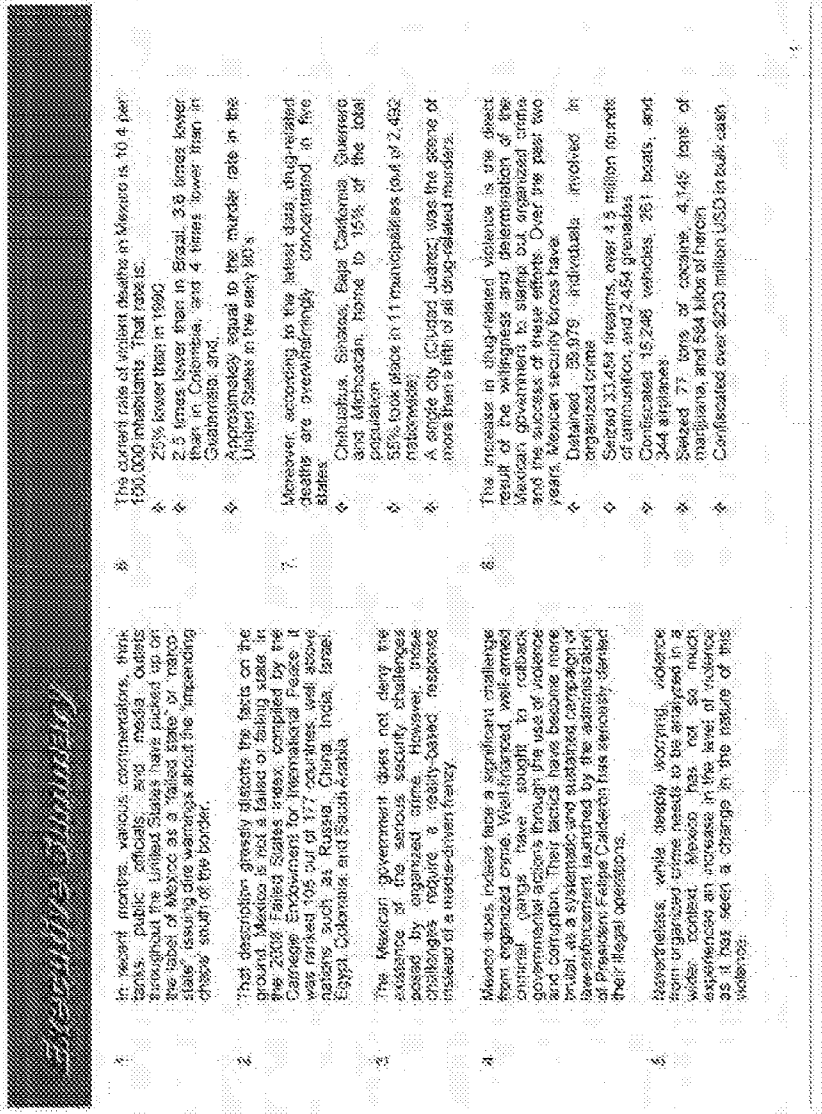 Executive Summary
1. In recent months, various commentators, think
tanks, public officials and media outlets
throughout the United States have picked up on
the label of Mexico as a "failed state" or "narco-
state" issuing dire warnings about the "impending
chaos" south of the border.
2. That description grossly distorts the facts on the
ground. Mexico is not a failed or failing state. In
the 2008 Failed States Index, compiled by the
Carnegie Endowment for International Peace it
was ranked 105 out of 177 countries, well above
nations such as Russia, China, India, Israel,
Egypt, Colombia, and Saudi Arabia.
3. The Mexican government does not deny the
existence of the serious security challenges
posed by organized crime. However, those
challenges require a reality-based response
instead of a media-driven frenzy.
4. Mexico does indeed face a significant challenge
from organized crime. Well-financed, well-armed
criminal gangs have sought to rollback
governmental actions through the use of violence
and corruption. Their tactics have become more
brutal, as a systematic and sustained campaign of
law enforcement launched by the administration
of President Felipe Calderon has seriously dented
their illegal operations.
5. Nevertheless, while deeply worrying, violence
from organized crime needs to be analyzed in a
wider context. Mexico has not so much
experienced an increase in the level of violence
as it has seen a change in the nature of this
violence.
6. The current rate of violent deaths in Mexico is 10.4 per
100,000 inhabitants. That rate is:
25% lower than in 1990
2.5 times lower than in Brazil, 3.6 times lower
than in Colombia, and 4 times lower than in
Guatemala; and,
Approximately equal to the murder rate in the
United States in the early 90's
7. Moreover, according to the latest data, drug-related
deaths are overwhelmingly concentrated in five
states:
Chihuahua, Sinaloa, Baja California, Guerrero
and Michoacán, home to 15% of the total
population
55% took place in 11 municipalities (out of 2,492
nationwide)
A single city (Ciudad Juarez) was the scene of
more than a fifth of all drug-related murders.
8. The increase in drug-related violence is the direct
result of the willingness and determination of the
Mexican government to stamp out organized crime
and the success of these efforts. Over the past two
years, Mexican security forces have:
Detained individuals involved in
organized crime
Seized 33,454 firearms, over 4.5 million rounds
of ammunition, and 2,454 grenades
Confiscated 15,246 vehicles, 261 boats, and
344 airplanes
Seized 77 tons of cocaine, 4,145 tons of
marijuana, and 564 kilos of heroin
Confiscated over $200 million USD in bulk cash